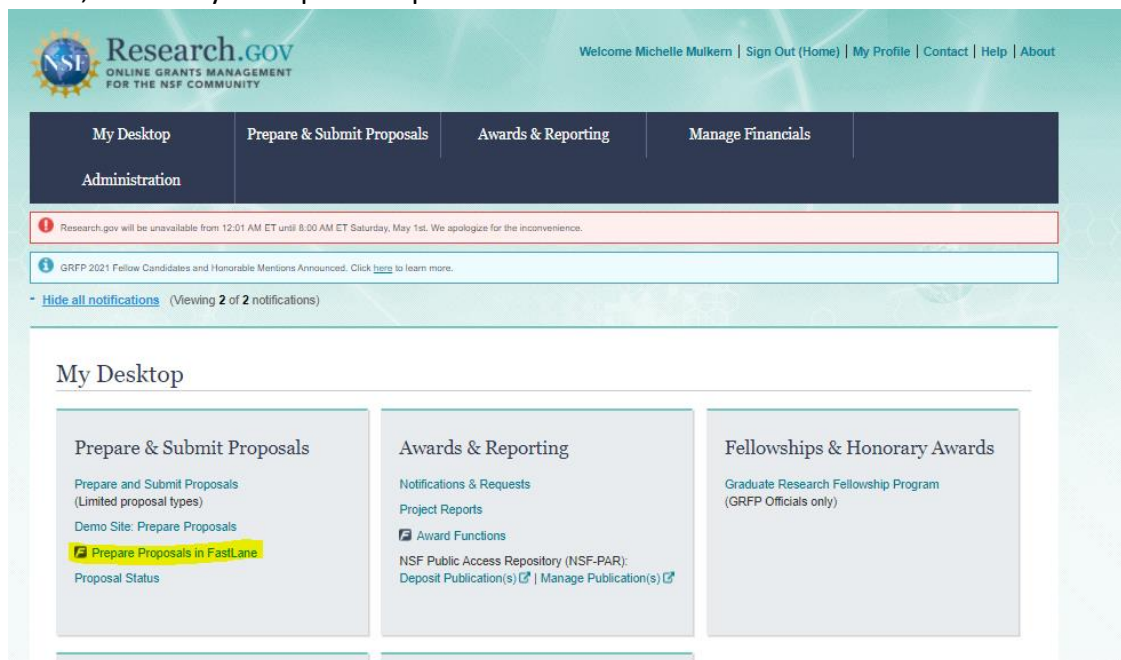 NSF
Research.gov
ONLINE GRANTS MANAGEMENT
FOR THE NSF COMMUNITY
Welcome Michelle Mulkern | Sign Out (Home) | My Profile | Contact | Help | About
My Desktop
Prepare & Submit Proposals
Awards & Reporting
Manage Financials
Administration
Research.gov will be unavailable from 12:01 AM ET until 8:00 AM ET Saturday, May 1st. We apologize for the inconvenience.
GRFP 2021 Fellow Candidates and Honorable Mentions Announced. Click here to learn more.
- Hide all notifications (Viewing 2 of 2 notifications)
My Desktop
Prepare & Submit Proposals
Prepare and Submit Proposals
(Limited proposal types)
Demo Site: Prepare Proposals
F Prepare Proposals in FastLane
Proposal Status
Awards & Reporting
Notifications & Requests
Project Reports
F Award Functions
NSF Public Access Repository (NSF-PAR):
Deposit Publication(s) | Manage Publication(s)
Fellowships & Honorary Awards
Graduate Research Fellowship Program
(GRFP Officials only)